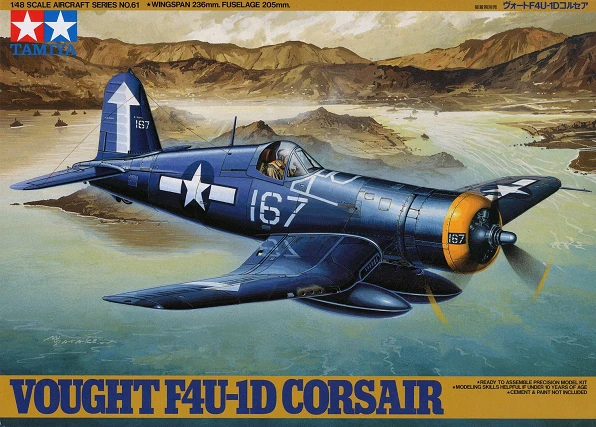 1/48 SCALE AIRCRAFT SERIES NO.61
★WINGSPAN 236mm. FUSELAGE 205mm.
ヴォートF4U-1Dコルセア
TAMIYA
167
167
167
VOUGHT F4U-1D CORSAIR
★READY TO ASSEMBLE PRECISION MODEL KIT
★MODELING SKILLS HELPFUL IF UNDER 10 YEARS OF AGE
★CEMENT & PAINT NOT INCLUDED